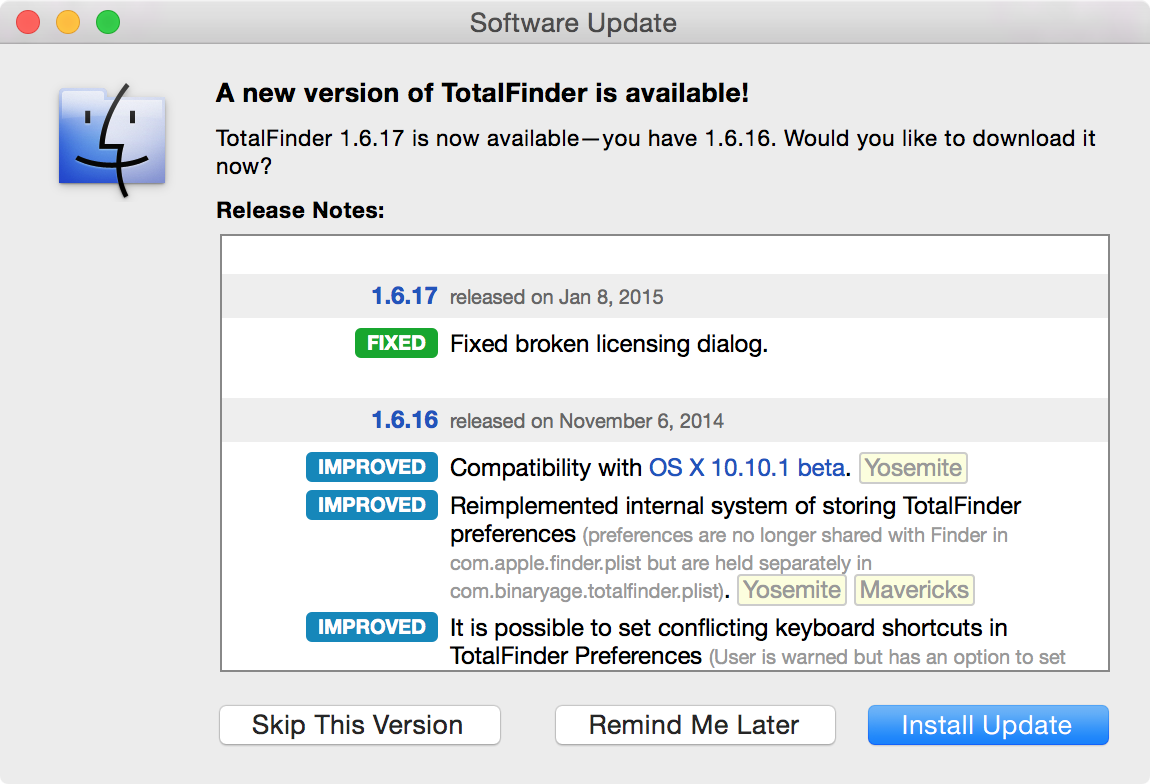 Software Update
A new version of TotalFinder is available!
TotalFinder 1.6.17 is now available—you have 1.6.16. Would you like to download it
now?
Release Notes:
1.6.17 released on Jan 8, 2015
FIXED Fixed broken licensing dialog.
1.6.16 released on November 6, 2014
IMPROVED Compatibility with OS X 10.10.1 beta. Yosemite
IMPROVED Reimplemented internal system of storing TotalFinder
preferences (preferences are no longer shared with Finder in
com.apple.finder.plist but are held separately in
com.binaryage.totalfinder.plist). Yosemite Mavericks
IMPROVED It is possible to set conflicting keyboard shortcuts in
TotalFinder Preferences (User is warned but has an option to set
Skip This Version Remind Me Later Install Update